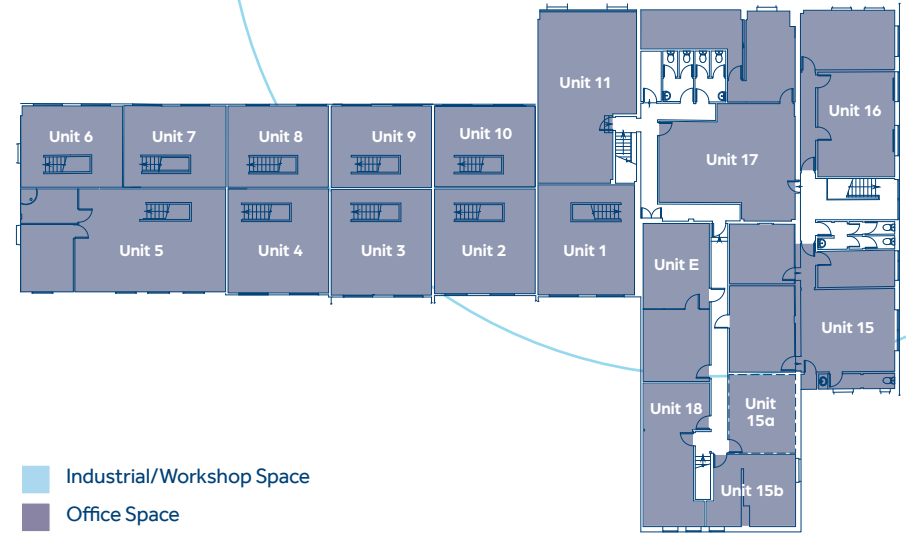 Unit 11
Unit 16
Unit 6
Unit 7
Unit 8
Unit 9
Unit 10
Unit 17
Unit 5
Unit 4
Unit 3
Unit 2
Unit 1
Unit E
Unit 15
Unit 18
Unit
15a
Unit 15b
Industrial/Workshop Space
Office Space